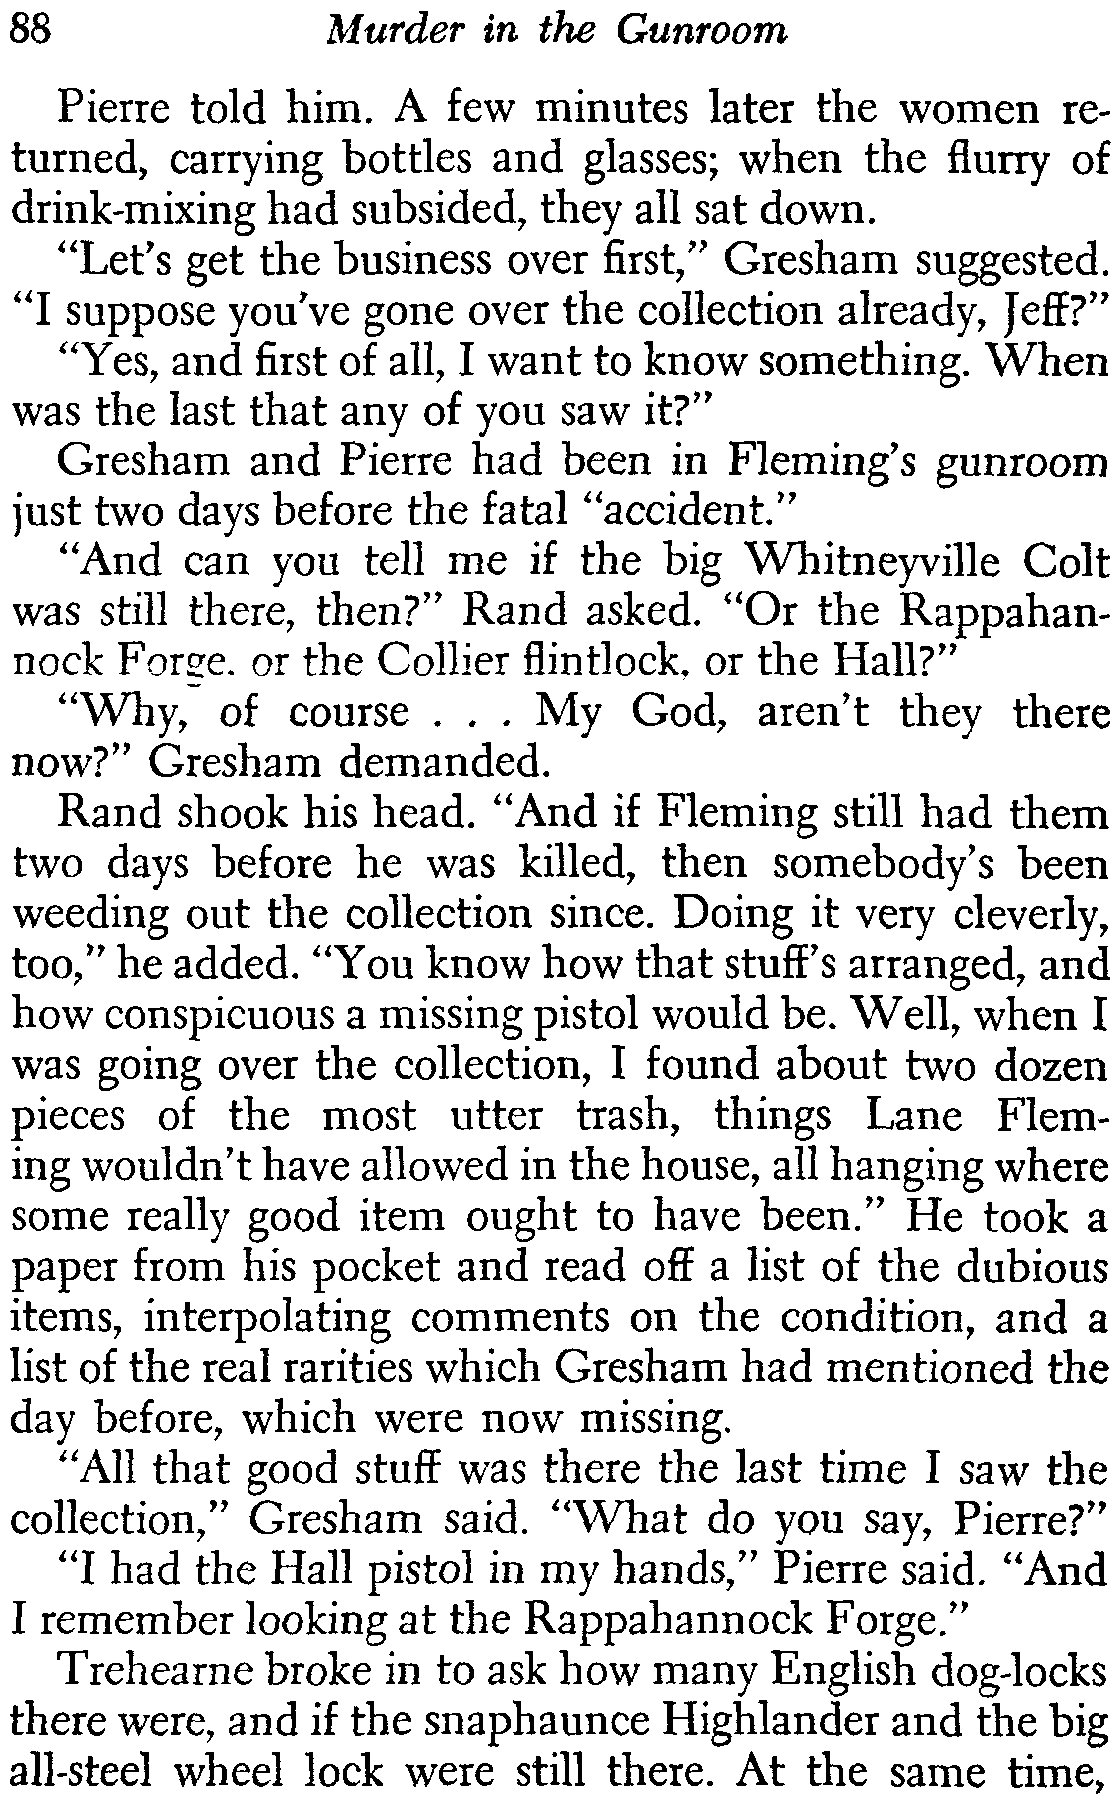 88 Murder in the Gunroom
Pierre told him. A few minutes later the women re-
turned, carrying bottles and glasses; when the flurry of
drink-mixing had subsided, they all sat down.
“Let's get the business over first,” Gresham suggested.
“I suppose you've gone over the collection already, Jeff?”
“Yes, and first of all, I want to know something. When
was the last that any of you saw it?”
Gresham and Pierre had been in Fleming's gunroom
just two days before the fatal “accident.”
“And can you tell me if the big Whitneyville Colt
was still there, then?” Rand asked. “Or the Rappahan-
nock Forge, or the Collier flintlock, or the Hall?”
“Why, of course . . . My God, aren't they there
now?” Gresham demanded.
Rand shook his head. “And if Fleming still had them
two days before he was killed, then somebody's been
weeding out the collection since. Doing it very cleverly,
too,” he added. “You know how that stuff's arranged, and
how conspicuous a missing pistol would be. Well, when I
was going over the collection, I found about two dozen
pieces of the most utter trash, things Lane Flem-
ing wouldn't have allowed in the house, all hanging where
some really good item ought to have been.” He took a
paper from his pocket and read off a list of the dubious
items, interpolating comments on the condition, and a
list of the real rarities which Gresham had mentioned the
day before, which were now missing.
“All that good stuff was there the last time I saw the
collection,” Gresham said. “What do you say, Pierre?”
“I had the Hall pistol in my hands,” Pierre said. “And
I remember looking at the Rappahannock Forge.”
Trehearne broke in to ask how many English dog-locks
there were, and if the snaphaunce Highlander and the big
all-steel wheel lock were still there. At the same time,